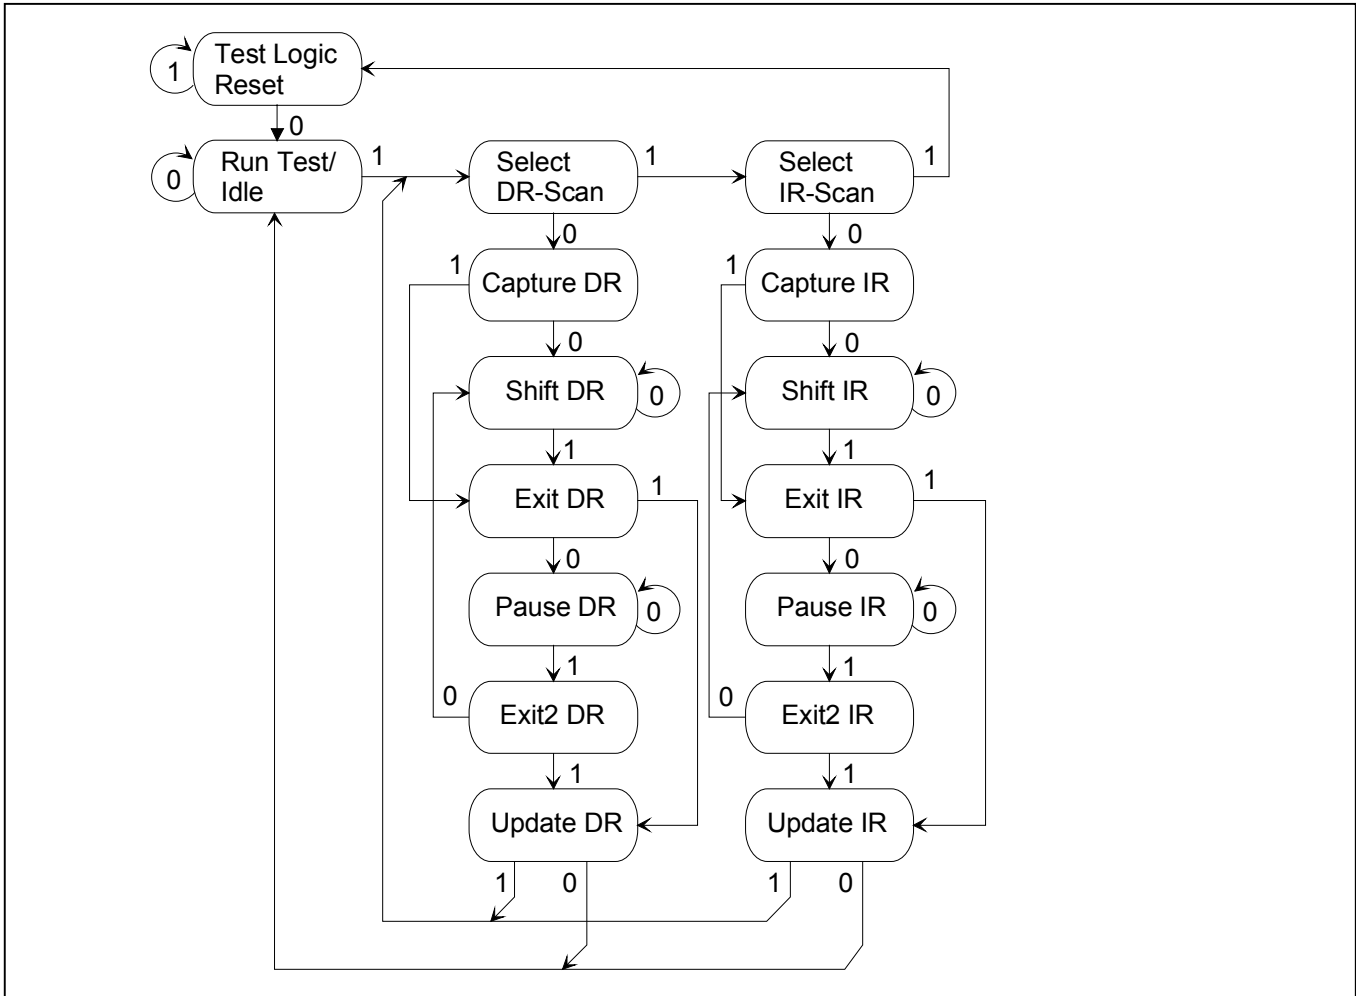 Test Logic
Reset
1
0
Run Test/
Idle
0
1
Select
DR-Scan
1
Select
IR-Scan
1
0
0
1
Capture DR
1
Capture IR
0
0
Shift DR
0
Shift IR
0
1
1
Exit DR
1
Exit IR
1
0
0
Pause DR
0
Pause IR
0
1
1
0
Exit2 DR
0
Exit2 IR
1
1
Update DR
Update IR
1
0
1
0